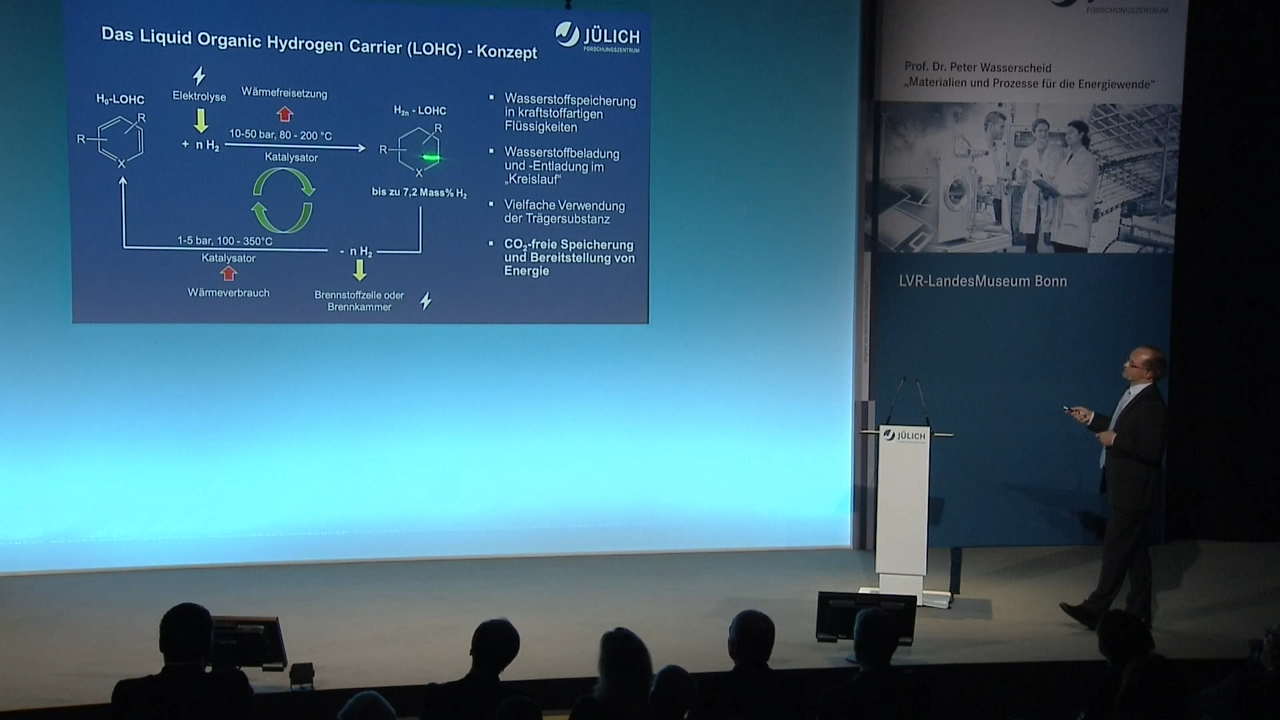 Das Liquid Organic Hydrogen Carrier (LOHC) - Konzept
JÜLICH
FORSCHUNGSZENTRUM
H₀-LOHC
Elektrolyse
Wärmefreisetzung
H₂ₙ - LOHC
R
R
X
+ n H₂
10-50 bar, 80 - 200 °C
Katalysator
R
R
X
bis zu 7,2 Mass% H₂
1-5 bar, 100 - 350°C
Katalysator
- n H₂
Wärmeverbrauch
Brennstoffzelle oder
Brennkammer
▪ Wasserstoffspeicherung
in kraftstoffartigen
Flüssigkeiten
▪ Wasserstoffbeladung
und -Entladung im
„Kreislauf"
▪ Vielfache Verwendung
der Trägersubstanz
▪ CO₂-freie Speicherung
und Bereitstellung von
Energie
FORSCHUNGSZENTRUM
Prof. Dr. Peter Wasserscheid
„Materialien und Prozesse für die Energiewende“
LVR-LandesMuseum Bonn
JÜLICH